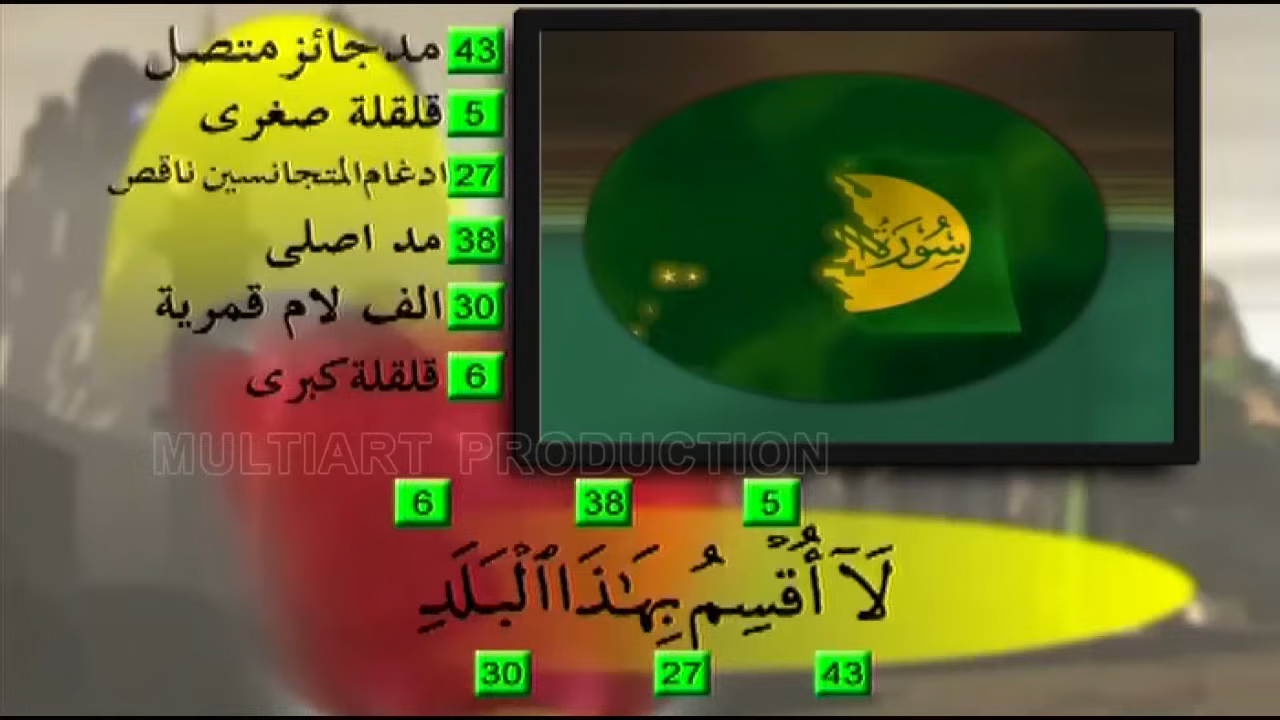 مد جائز متصل 43
قلقلة صغرى 5
ادغام المتجانسين ناقص 27
مد اصلى 38
الف لام قمرية 30
قلقلة كبرى 6
سُورَة
MULTIART PRODUCTION
6 38 5
لَآ أُقْسِمُ بِهَٰذَا ٱلْبَلَدِ
30 27 43